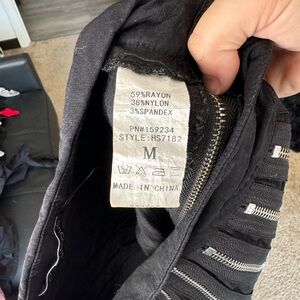 59%RAYON
38%NYLON
3%SPANDEX
PN#159234
STYLE:HS7182
M
MADE IN CHINA